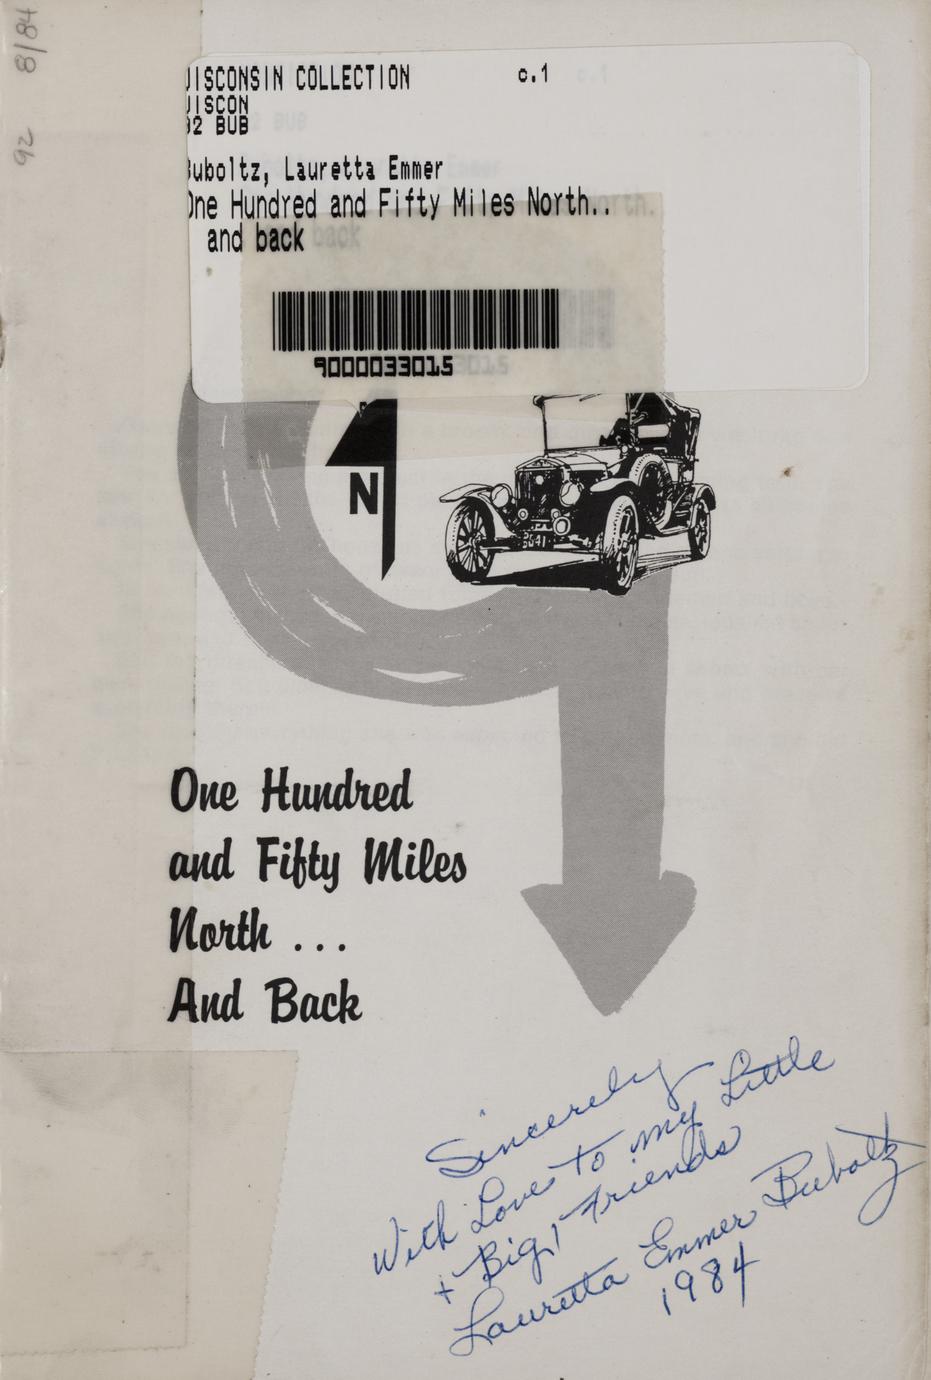 8/84
92
WISCONSIN COLLECTION c.1
WISCON
92 BUB
Buboltz, Lauretta Emmer
One Hundred and Fifty Miles North..
and back
9000033015
N
One Hundred
and Fifty Miles
North ...
And Back
Sincerely
With Love to my Little
+ Big! Friends
Lauretta Emmer Buboltz
1984